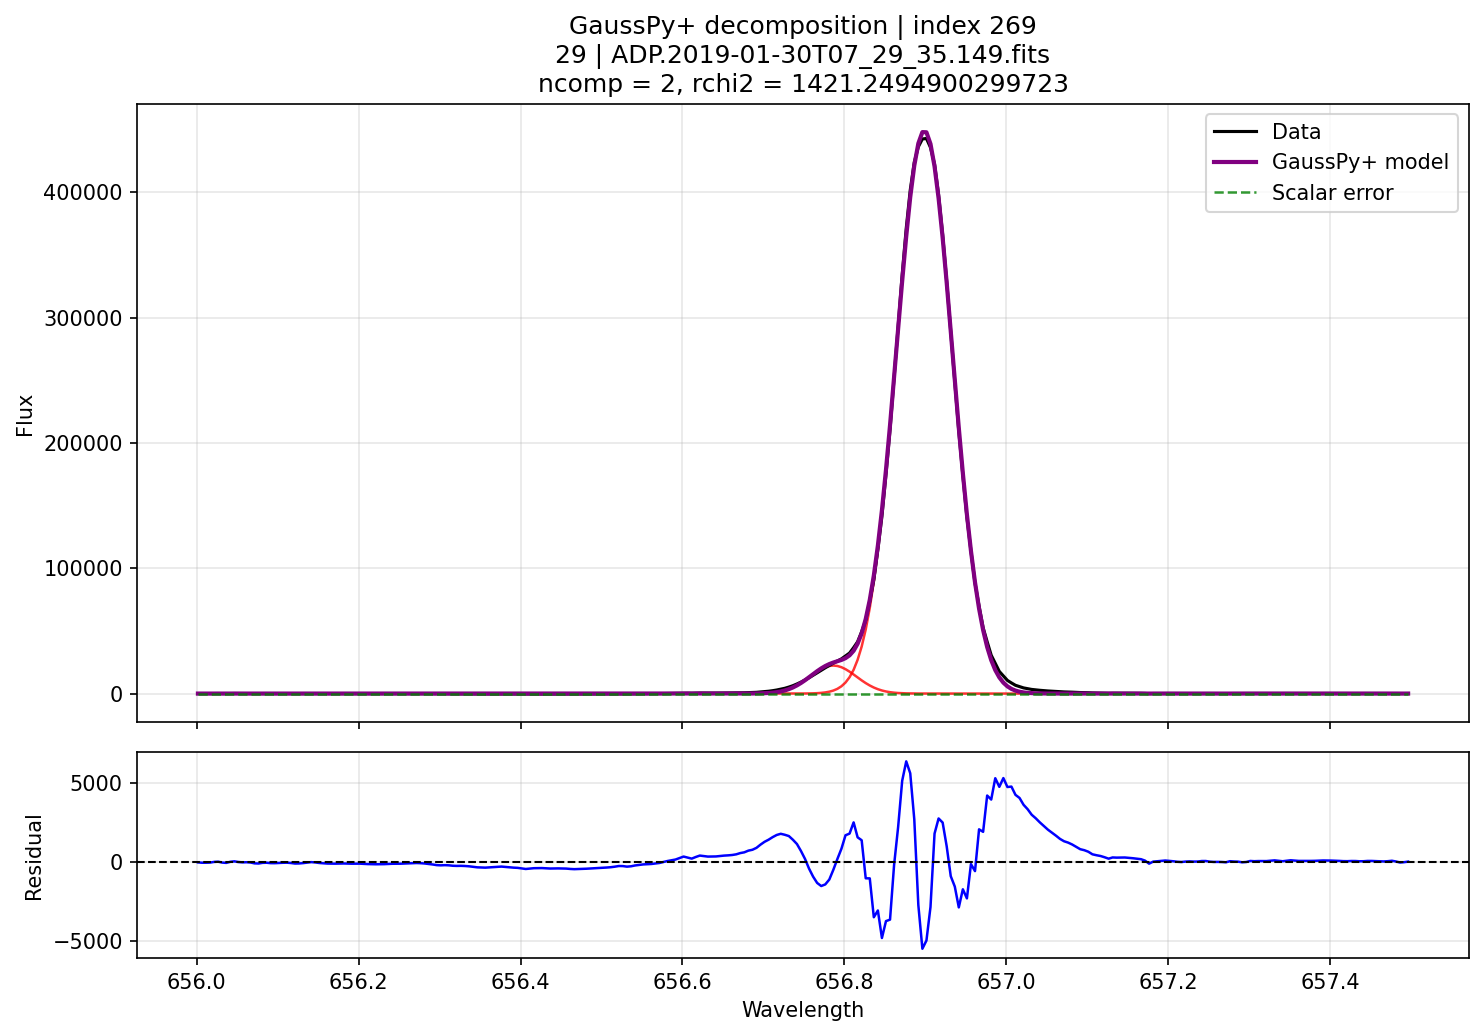 GaussPy+ decomposition | index 269
29 | ADP.2019-01-30T07_29_35.149.fits
ncomp = 2, rchi2 = 1421.2494900299723
Data
GaussPy+ model
Scalar error
Flux
400000
300000
200000
100000
0
Residual
5000
0
−5000
656.0
656.2
656.4
656.6
656.8
657.0
657.2
657.4
Wavelength